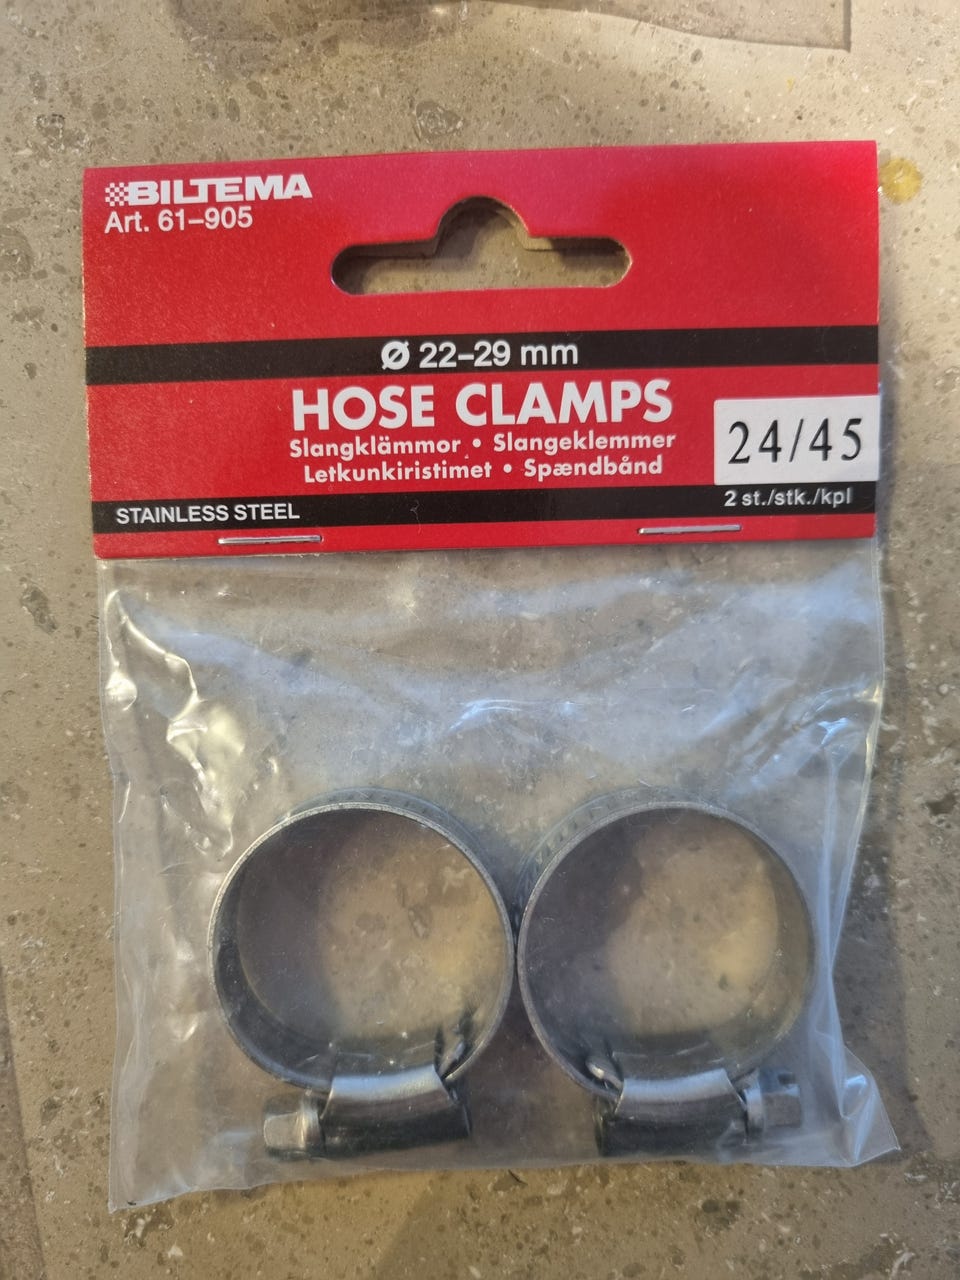 BILTEMA
Art. 61-905
Ø 22-29 mm
HOSE CLAMPS
Slangklämmor • Slangeklemmer
Letkunkiristimet • Spændbånd
24/45
STAINLESS STEEL
2 st./stk./kpl